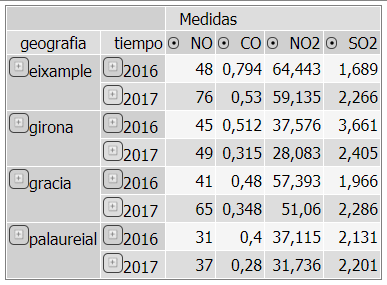 Medidas
geografia tiempo NO CO NO2 SO2
eixample 2016 48 0,794 64,443 1,689
2017 76 0,53 59,135 2,266
girona 2016 45 0,512 37,576 3,661
2017 49 0,315 28,083 2,405
gracia 2016 41 0,48 57,393 1,966
2017 65 0,348 51,06 2,286
palaureial 2016 31 0,4 37,115 2,131
2017 37 0,28 31,736 2,201